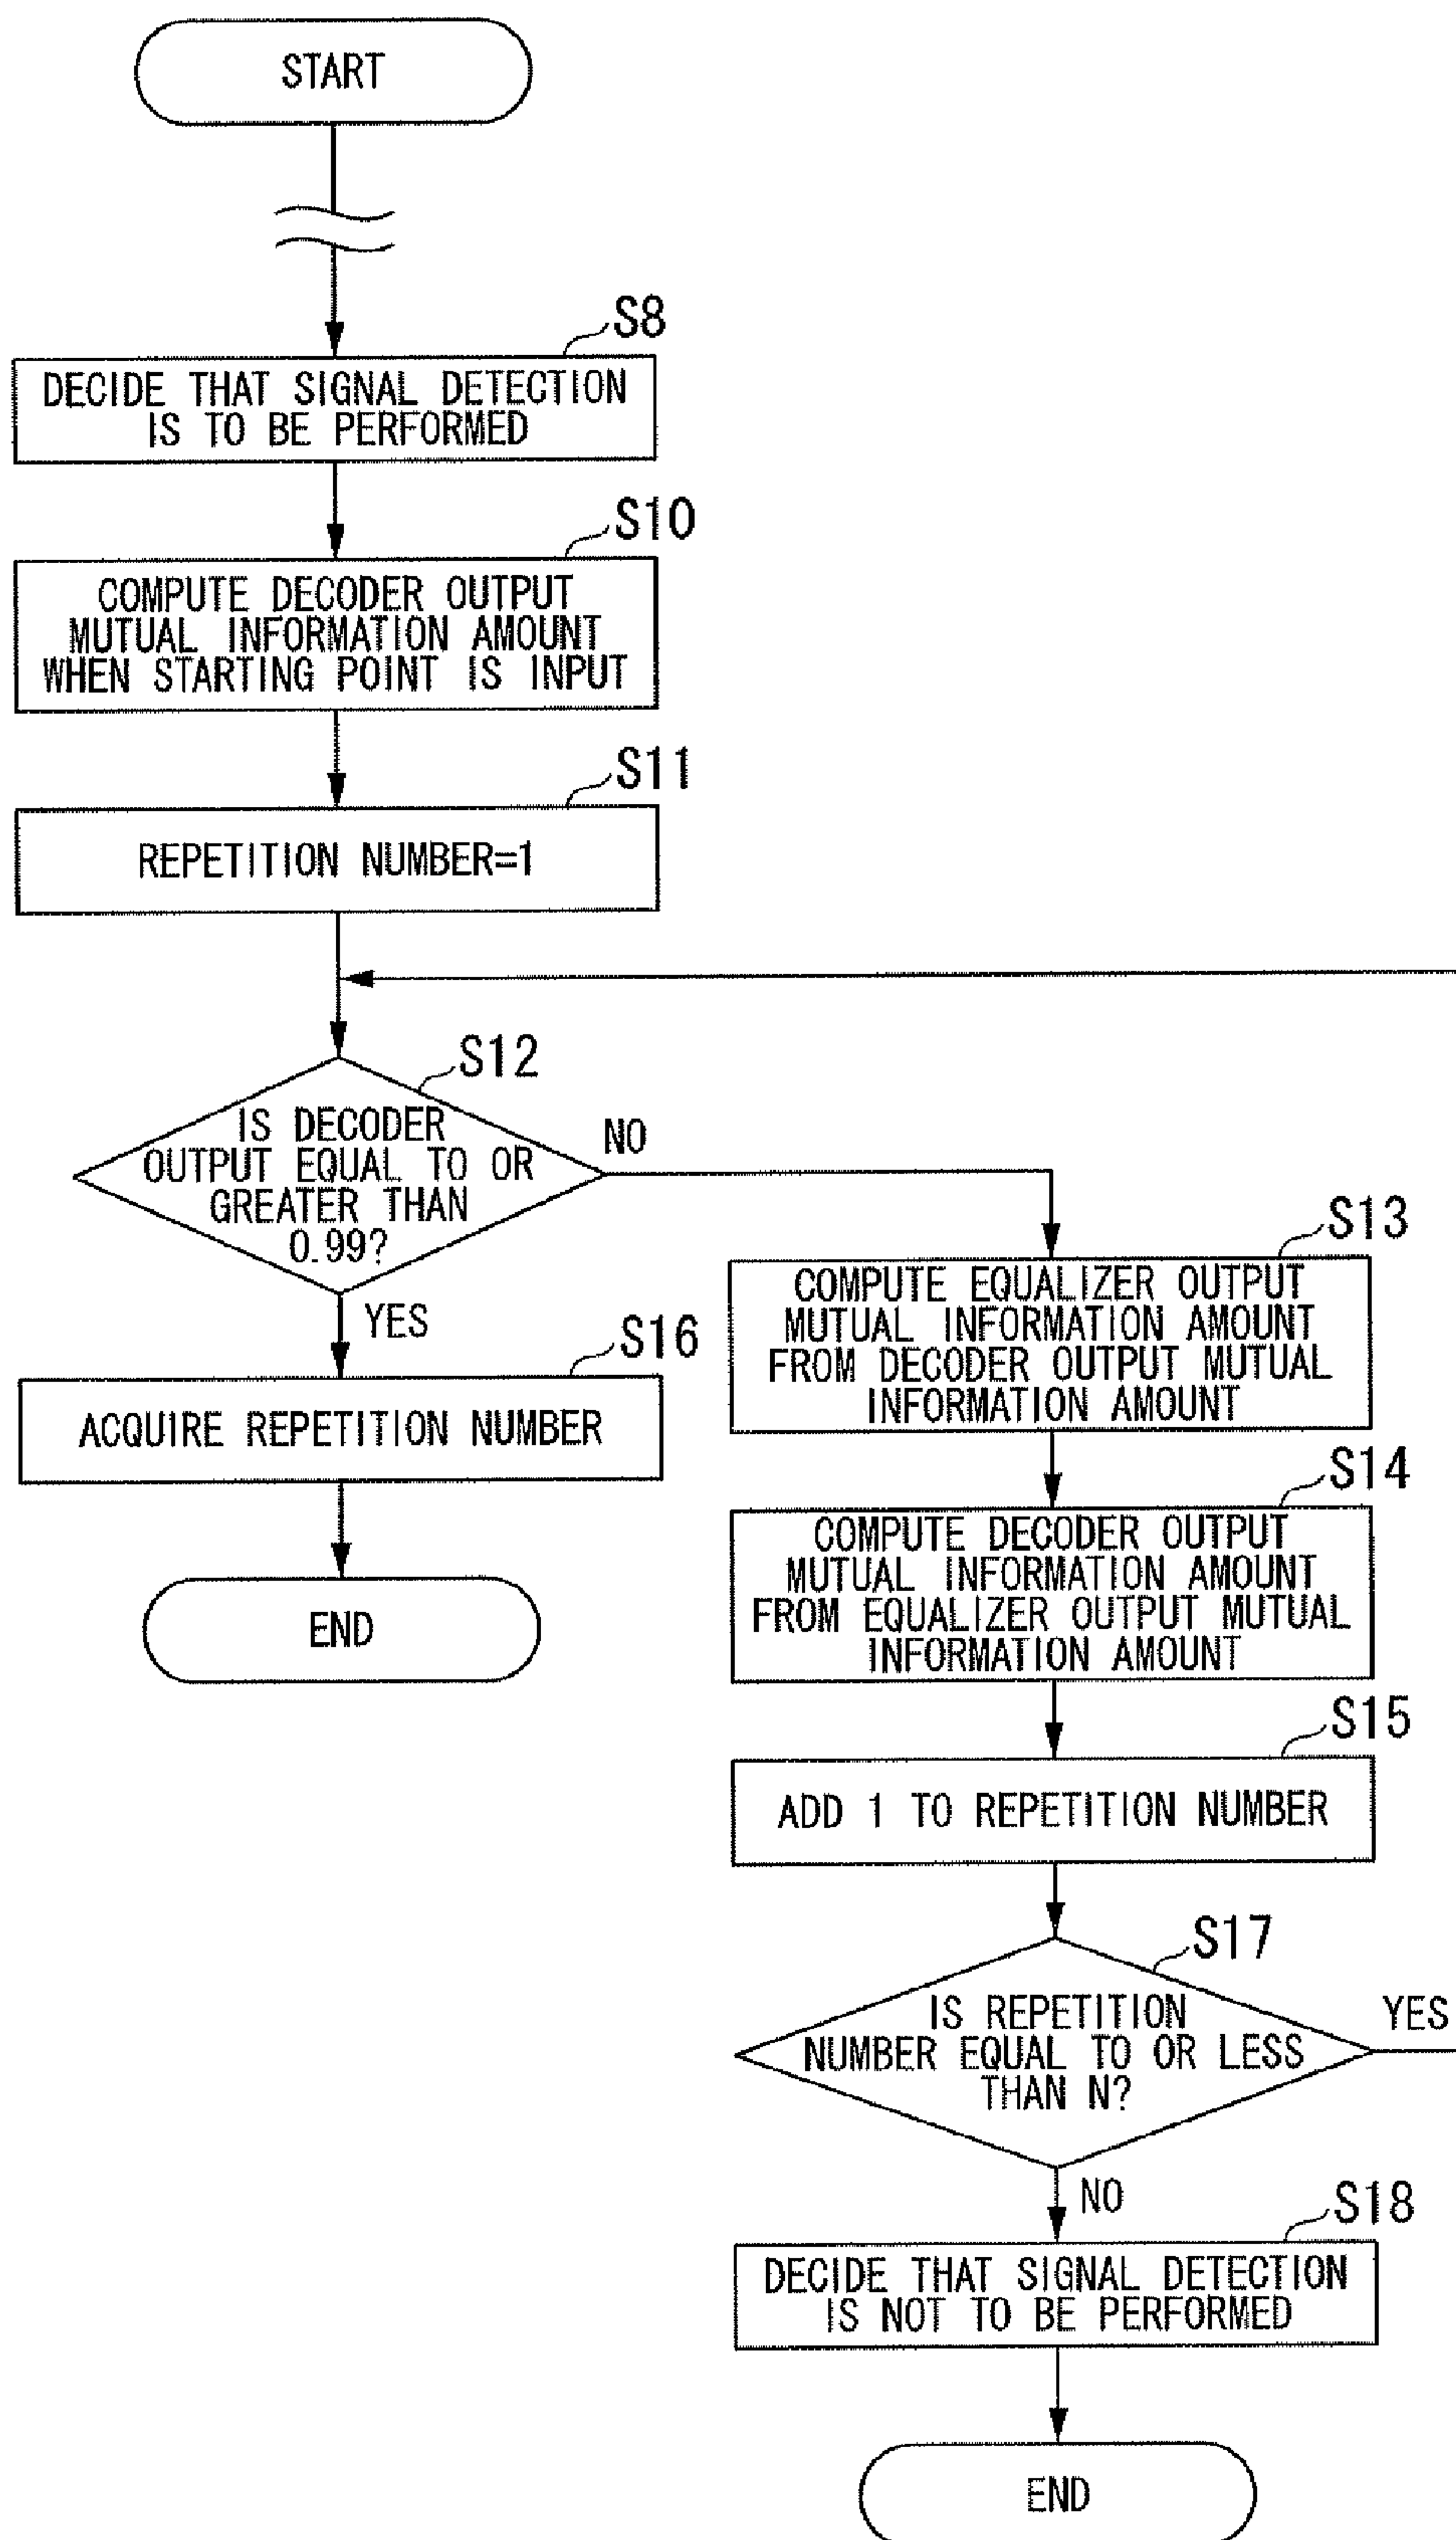 START
S8
DECIDE THAT SIGNAL DETECTION
IS TO BE PERFORMED
S10
COMPUTE DECODER OUTPUT
MUTUAL INFORMATION AMOUNT
WHEN STARTING POINT IS INPUT
S11
REPETITION NUMBER=1
S12
IS DECODER
OUTPUT EQUAL TO OR
GREATER THAN
0.99?
NO
YES
S16
ACQUIRE REPETITION NUMBER
END
S13
COMPUTE EQUALIZER OUTPUT
MUTUAL INFORMATION AMOUNT
FROM DECODER OUTPUT MUTUAL
INFORMATION AMOUNT
S14
COMPUTE DECODER OUTPUT
MUTUAL INFORMATION AMOUNT
FROM EQUALIZER OUTPUT MUTUAL
INFORMATION AMOUNT
S15
ADD 1 TO REPETITION NUMBER
S17
IS REPETITION
NUMBER EQUAL TO OR LESS
THAN N?
YES
NO
S18
DECIDE THAT SIGNAL DETECTION
IS NOT TO BE PERFORMED
END